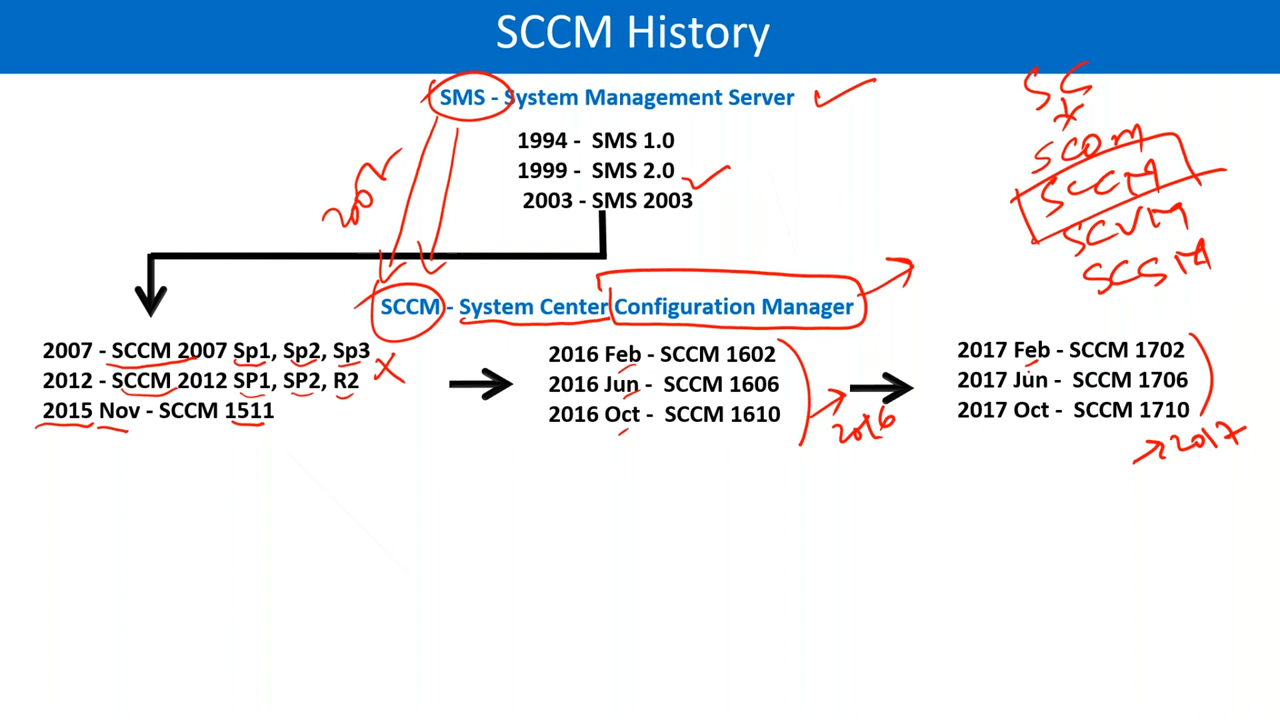 SCCM History
SMS - System Management Server
1994 - SMS 1.0
1999 - SMS 2.0
2003 - SMS 2003
SC
SCOM
SCCM
SCVM
SCSM
SCCM - System Center Configuration Manager
2007 - SCCM 2007 Sp1, Sp2, Sp3
2012 - SCCM 2012 SP1, SP2, R2
2015 Nov - SCCM 1511
2016 Feb - SCCM 1602
2016 Jun - SCCM 1606
2016 Oct - SCCM 1610
2016
2017 Feb - SCCM 1702
2017 Jun - SCCM 1706
2017 Oct - SCCM 1710
2017